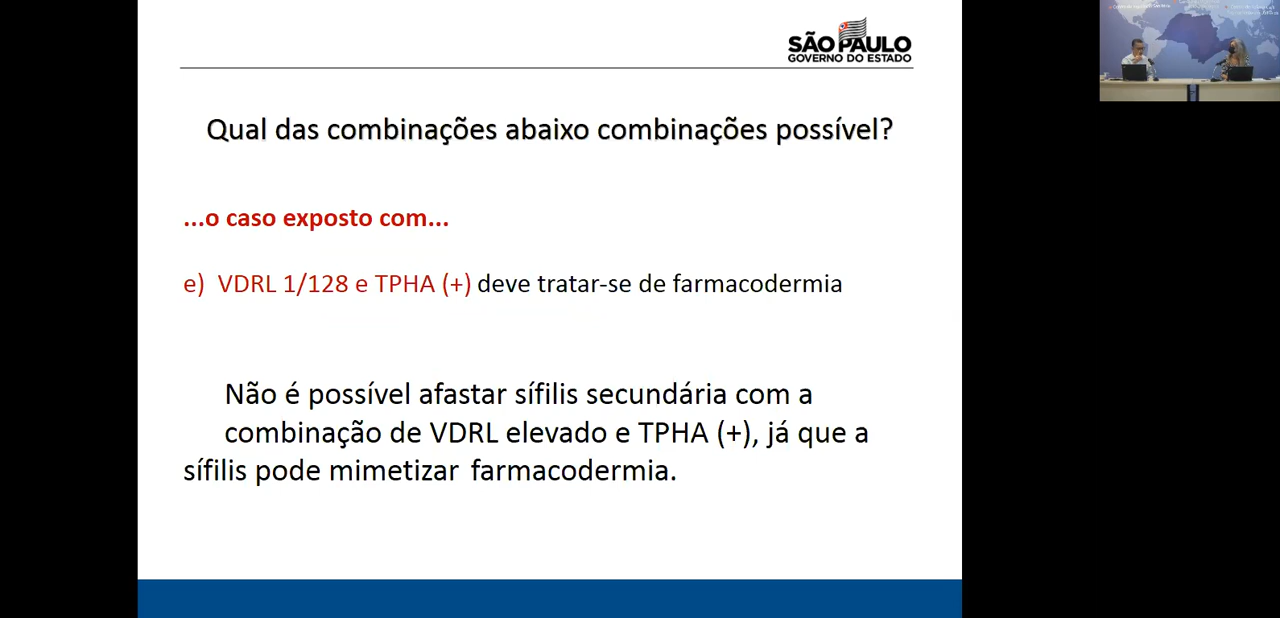 SÃO PAULO
GOVERNO DO ESTADO
Qual das combinações abaixo combinações possível?
...o caso exposto com...
e) VDRL 1/128 e TPHA (+) deve tratar-se de farmacodermia
Não é possível afastar sífilis secundária com a
combinação de VDRL elevado e TPHA (+), já que a
sífilis pode mimetizar farmacodermia.